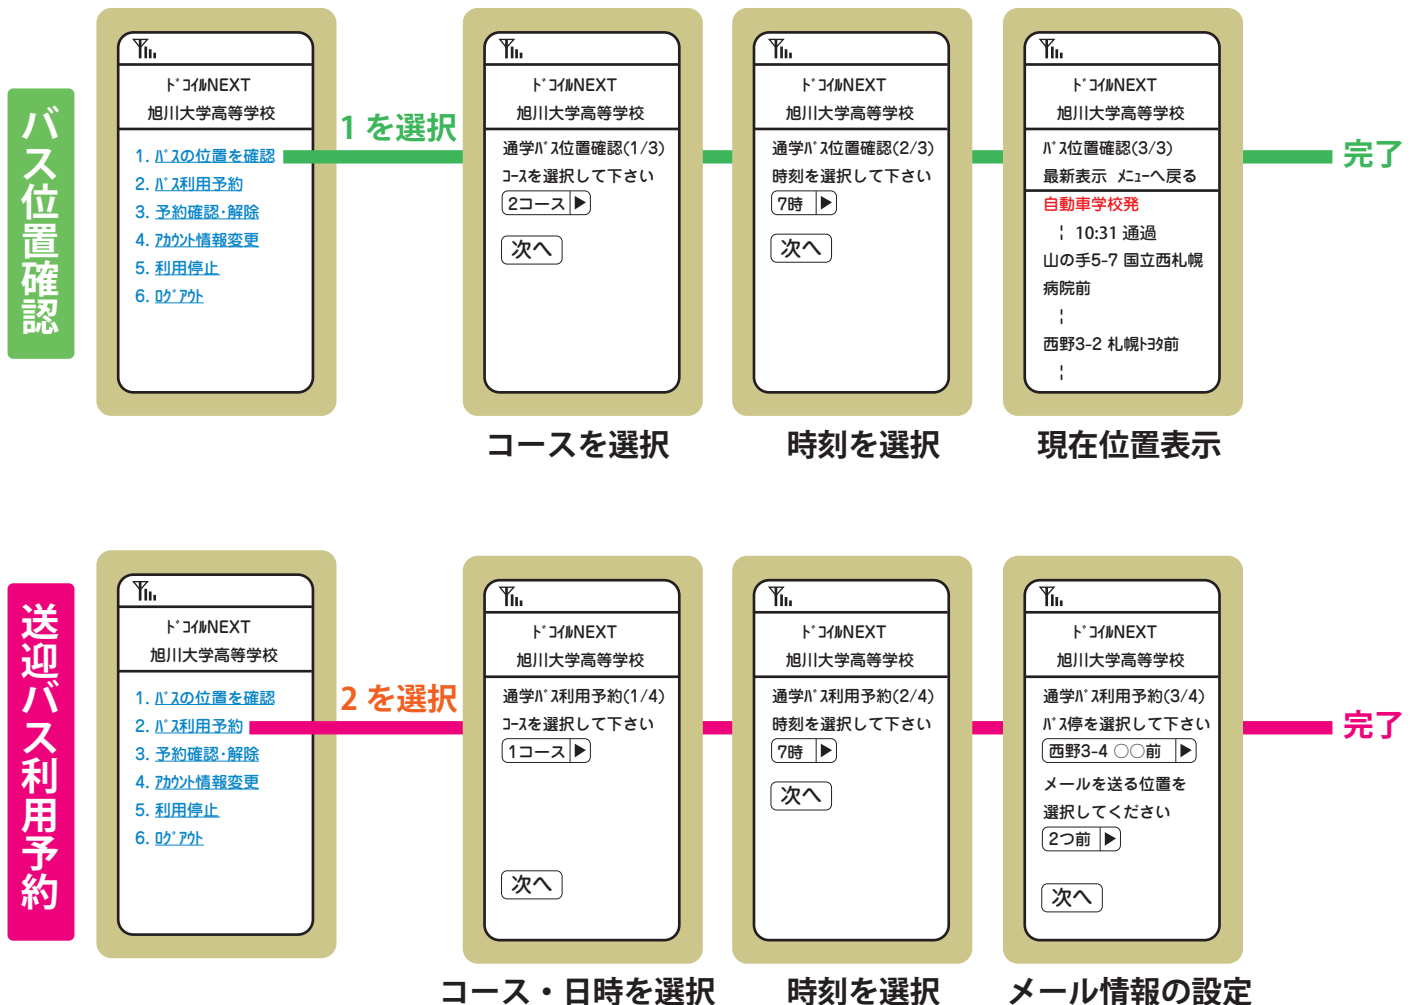 バス位置確認
ﾄﾞｺｲﾙNEXT
旭川大学高等学校
1. ﾊﾞｽの位置を確認
2. ﾊﾞｽ利用予約
3. 予約確認･解除
4. ｱｶｳﾝﾄ情報変更
5. 利用停止
6. ﾛｸﾞｱｳﾄ
1 を選択
ﾄﾞｺｲﾙNEXT
旭川大学高等学校
通学ﾊﾞｽ位置確認(1/3)
ｺｰｽを選択して下さい
2コース▶
次へ
コースを選択
ﾄﾞｺｲﾙNEXT
旭川大学高等学校
通学ﾊﾞｽ位置確認(2/3)
時刻を選択して下さい
7時 ▶
次へ
時刻を選択
ﾄﾞｺｲﾙNEXT
旭川大学高等学校
ﾊﾞｽ位置確認(3/3)
最新表示 ﾒﾆｭｰへ戻る
自動車学校発
¦ 10:31 通過
山の手5-7 国立西札幌
病院前
¦
西野3-2 札幌ﾄﾖﾀ前
¦
現在位置表示
完了
送迎バス利用予約
ﾄﾞｺｲﾙNEXT
旭川大学高等学校
1. ﾊﾞｽの位置を確認
2. ﾊﾞｽ利用予約
3. 予約確認･解除
4. ｱｶｳﾝﾄ情報変更
5. 利用停止
6. ﾛｸﾞｱｳﾄ
2 を選択
ﾄﾞｺｲﾙNEXT
旭川大学高等学校
通学ﾊﾞｽ利用予約(1/4)
ｺｰｽを選択して下さい
1コース▶
次へ
コース・日時を選択
ﾄﾞｺｲﾙNEXT
旭川大学高等学校
通学ﾊﾞｽ利用予約(2/4)
時刻を選択して下さい
7時 ▶
次へ
時刻を選択
ﾄﾞｺｲﾙNEXT
旭川大学高等学校
通学ﾊﾞｽ利用予約(3/4)
ﾊﾞｽ停を選択して下さい
西野3-4 ○○前 ▶
メールを送る位置を
選択してください
2つ前 ▶
次へ
メール情報の設定
完了